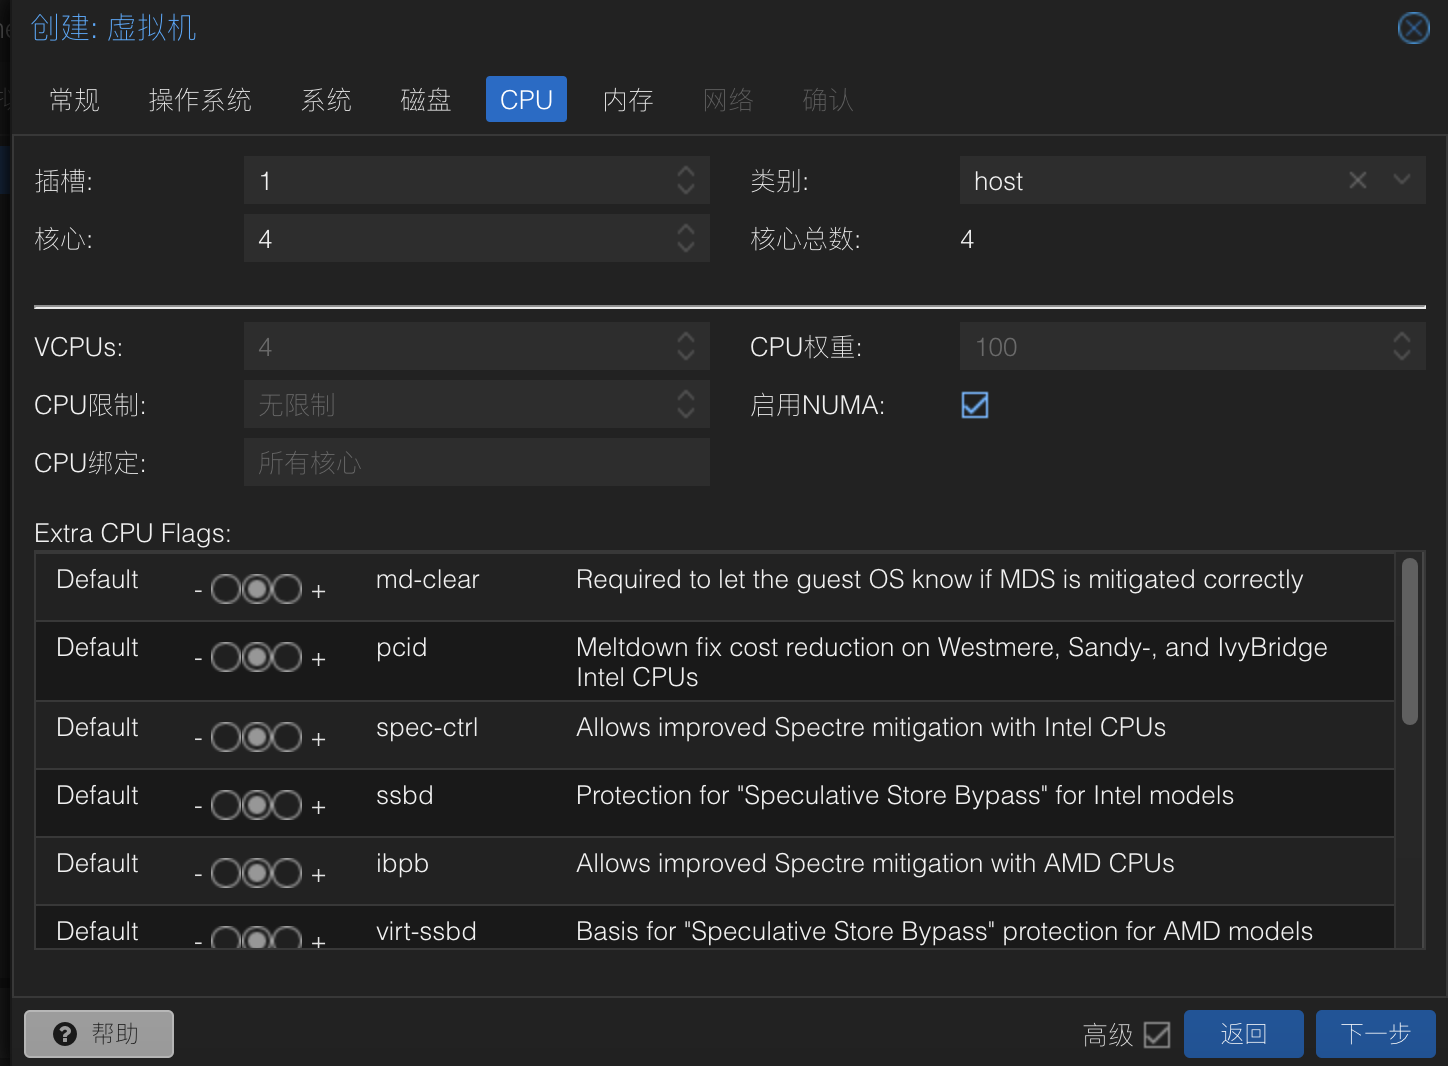 创建: 虚拟机
常规 操作系统 系统 磁盘 CPU 内存 网络 确认
插槽: 1 类别: host
核心: 4 核心总数: 4
VCPUs: 4 CPU权重: 100
CPU限制: 无限制 启用NUMA:
CPU绑定: 所有核心
Extra CPU Flags:
Default - + md-clear Required to let the guest OS know if MDS is mitigated correctly
Default - + pcid Meltdown fix cost reduction on Westmere, Sandy-, and IvyBridge
Intel CPUs
Default - + spec-ctrl Allows improved Spectre mitigation with Intel CPUs
Default - + ssbd Protection for "Speculative Store Bypass" for Intel models
Default - + ibpb Allows improved Spectre mitigation with AMD CPUs
Default - + virt-ssbd Basis for "Speculative Store Bypass" protection for AMD models
? 帮助 高级 返回 下一步